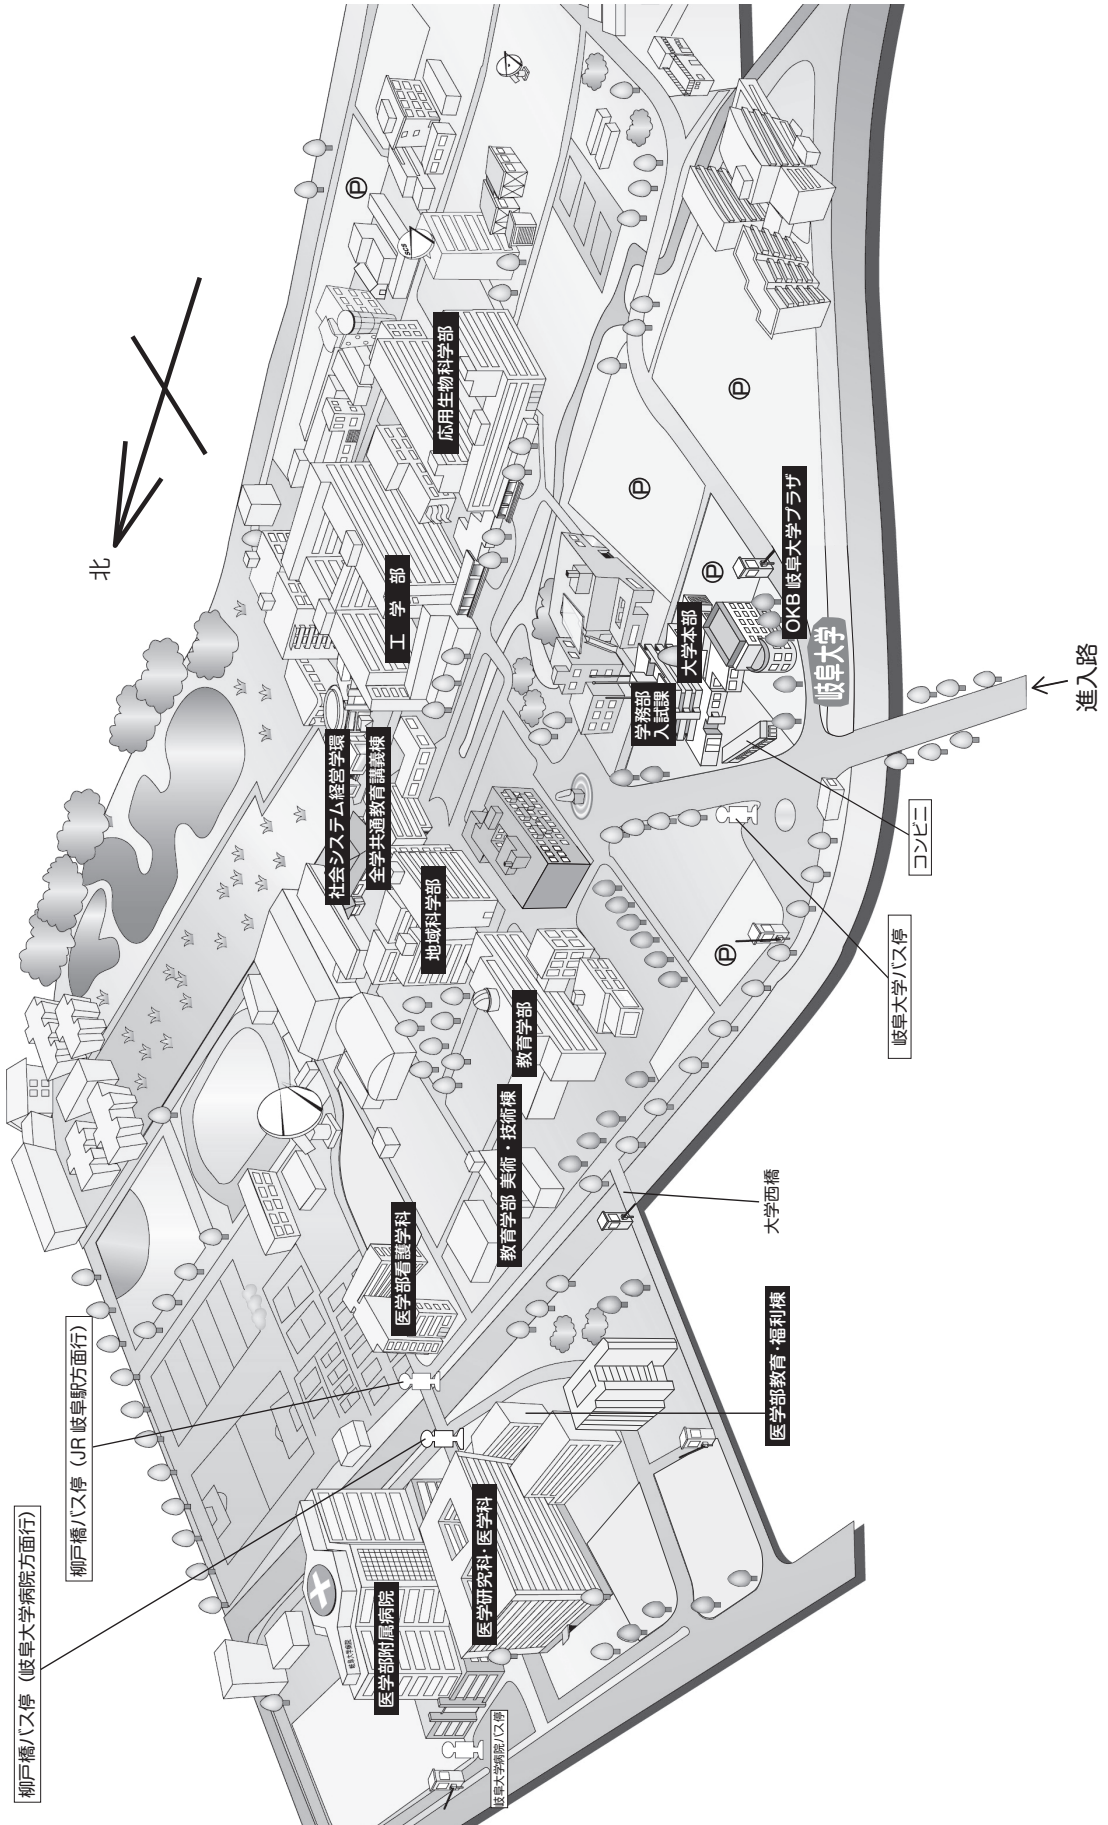 柳戸橋バス停（岐阜大学病院方面行）
柳戸橋バス停（JR 岐阜駅方面行）
北
社会システム経営学環
全学共通教育講義棟
工 学 部
応用生物科学部
地域科学部
医学部看護学科
医学部附属病院
岐阜大学病院
医学研究科・医学科
岐阜大学病院バス停
教育学部 美術・技術棟
教育学部
学務部
入試課
大学本部
OKB 岐阜大学プラザ
岐阜大学
大学西橋
医学部教育・福利棟
岐阜大学バス停
コンビニ
進入路
P
P
P
P
P